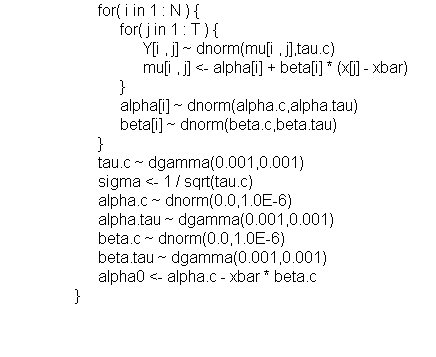 for( i in 1 : N ) {
for( j in 1 : T ) {
Y[i , j] ~ dnorm(mu[i , j],tau.c)
mu[i , j] <- alpha[i] + beta[i] * (x[j] - xbar)
}
alpha[i] ~ dnorm(alpha.c,alpha.tau)
beta[i] ~ dnorm(beta.c,beta.tau)
}
tau.c ~ dgamma(0.001,0.001)
sigma <- 1 / sqrt(tau.c)
alpha.c ~ dnorm(0.0,1.0E-6)
alpha.tau ~ dgamma(0.001,0.001)
beta.c ~ dnorm(0.0,1.0E-6)
beta.tau ~ dgamma(0.001,0.001)
alpha0 <- alpha.c - xbar * beta.c
}